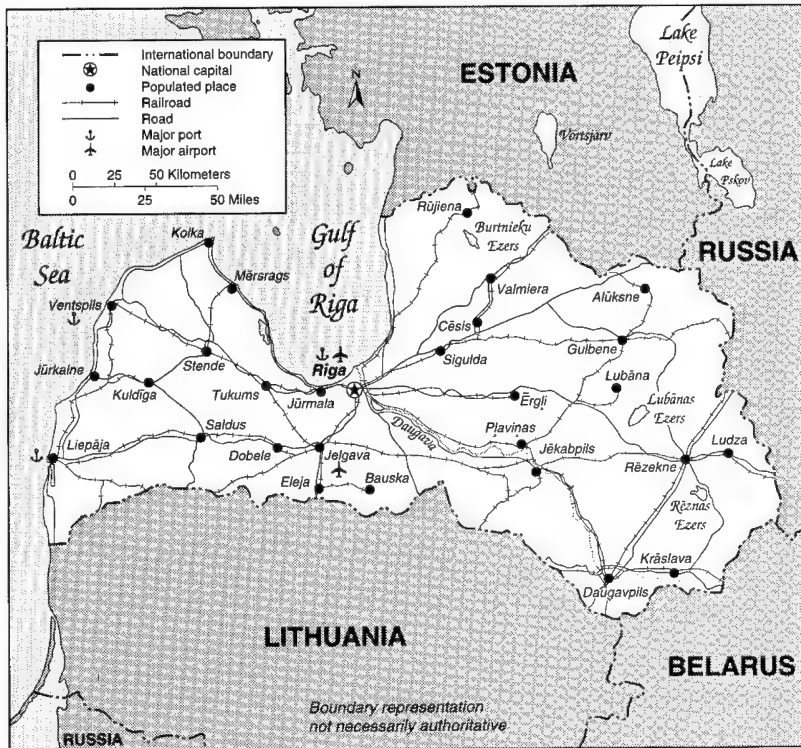 International boundary
National capital
Populated place
Railroad
Road
Major port
Major airport
0 25 50 Kilometers
0 25 50 Miles
N
ESTONIA
Lake
Peipsi
Võrtsjärv
Lake
Pskov
RUSSIA
Baltic
Sea
Gulf
of
Riga
Kolka
Mērsrags
Ventspils
Rūjiena
Burtnieku
Ezers
Valmiera
Alūksne
Cēsis
Sigulda
Gulbene
Stende
Riga
Jūrkalne
Kuldīga
Tukums
Jūrmala
Ērgļi
Lubāna
Lubānas
Ezers
Saldus
Daugava
Pļavinas
Liepāja
Dobele
Jelgava
Jēkabpils
Rēzekne
Ludza
Eleja
Bauska
Rēznas
Ezers
Krāslava
Daugavpils
LITHUANIA
BELARUS
Boundary representation
not necessarily authoritative
RUSSIA